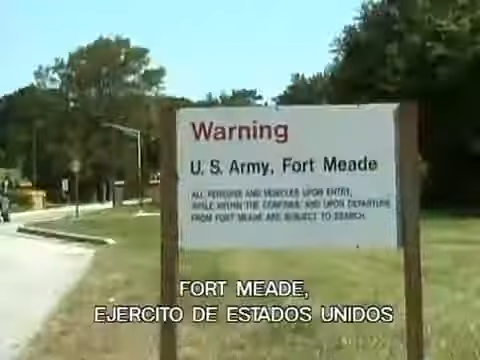 Warning
U. S. Army, Fort Meade
ALL PERSONS AND VEHICLES UPON ENTRY,
WHILE WITHIN THE CONFINES AND UPON DEPARTURE
FROM FORT MEADE ARE SUBJECT TO SEARCH.
FORT MEADE,
EJERCITO DE ESTADOS UNIDOS